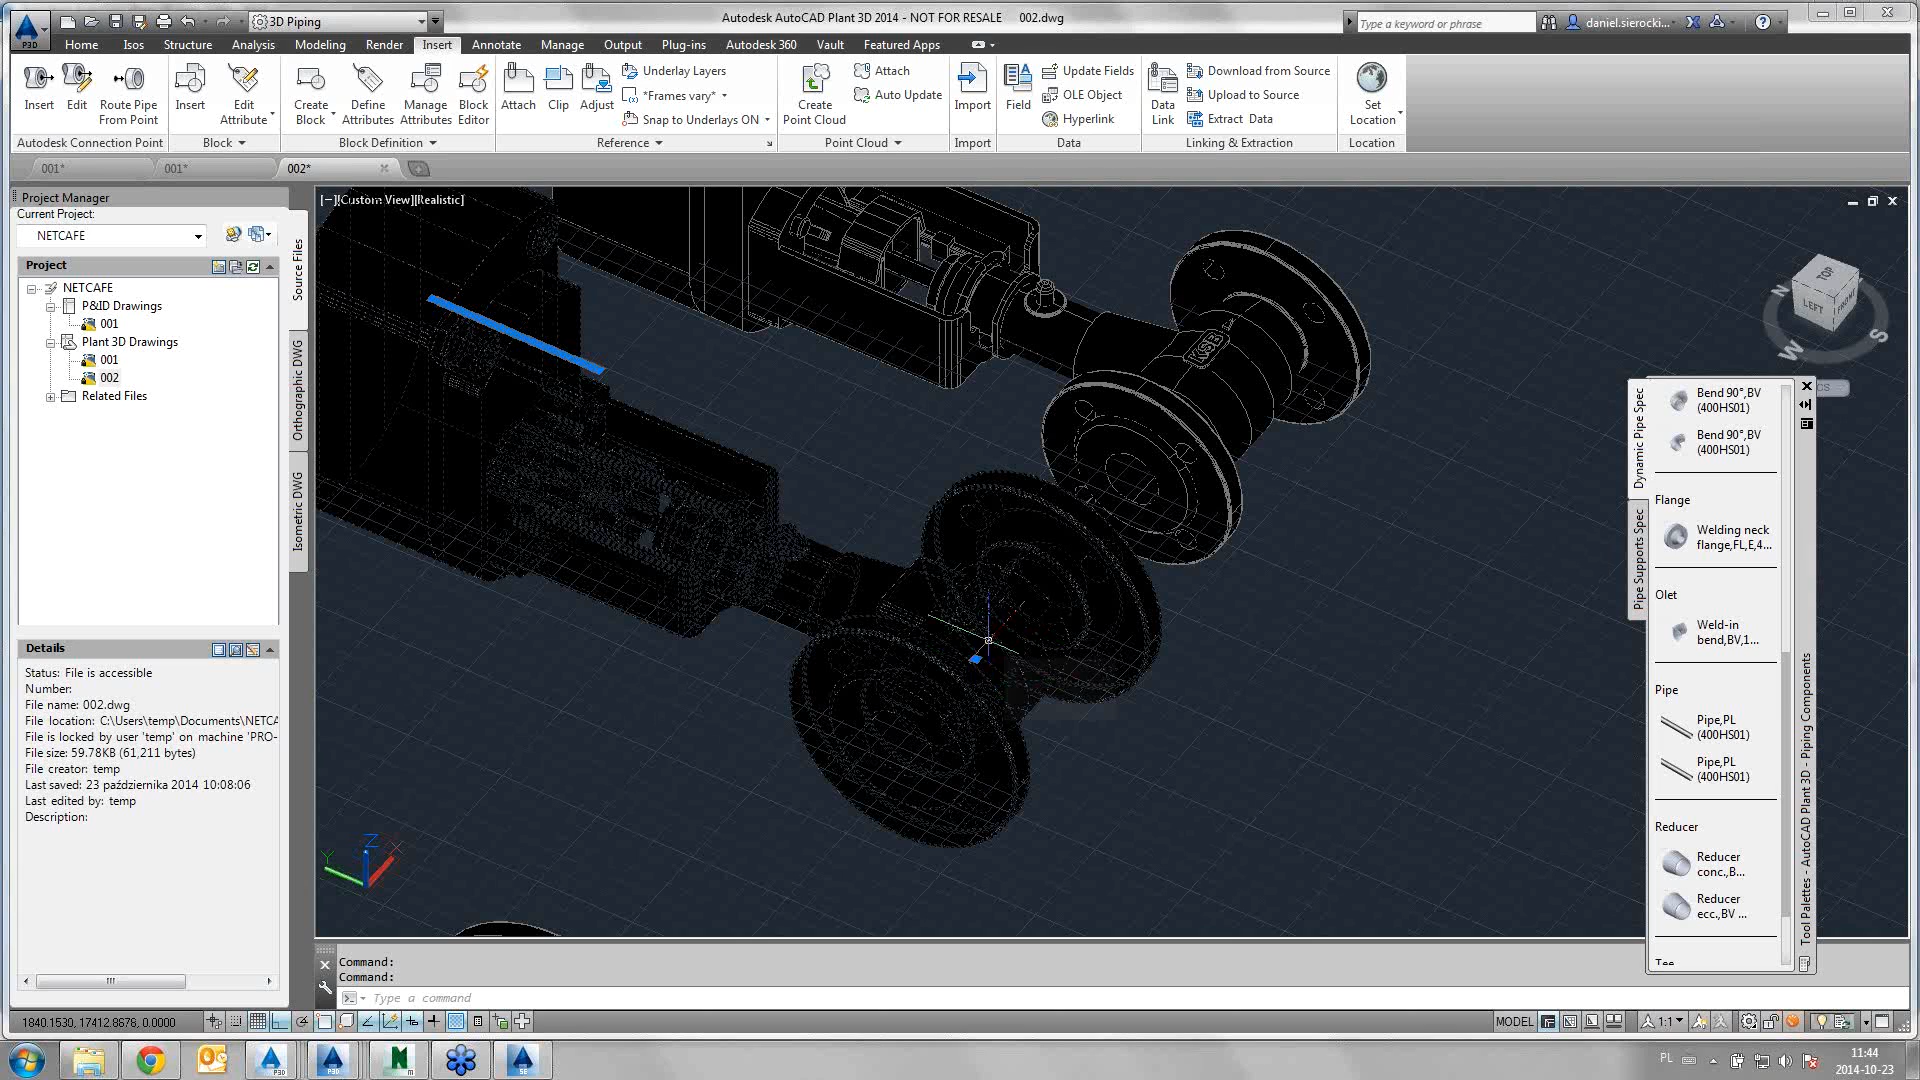 3D Piping
Autodesk AutoCAD Plant 3D 2014 - NOT FOR RESALE 002.dwg
Type a keyword or phrase
daniel.sierocki...
P3D
Home Isos Structure Analysis Modeling Render Insert Annotate Manage Output Plug-ins Autodesk 360 Vault Featured Apps
Insert
Edit
Route Pipe
From Point
Insert
Edit
Attribute
Create
Block
Define
Attributes
Manage
Attributes
Block
Editor
Attach
Clip
Adjust
Underlay Layers
*Frames vary*
Snap to Underlays ON
Create
Point Cloud
Attach
Auto Update
Import
Field
Update Fields
OLE Object
Hyperlink
Data
Link
Download from Source
Upload to Source
Extract Data
Set
Location
Autodesk Connection Point
Block
Block Definition
Reference
Point Cloud
Import
Data
Linking & Extraction
Location
001*
001*
002*
Project Manager
Current Project:
NETCAFE
Project
NETCAFE
P&ID Drawings
001
Plant 3D Drawings
001
002
Related Files
Source Files
Orthographic DWG
Isometric DWG
Details
Status: File is accessible
Number:
File name: 002.dwg
File location: C:\Users\temp\Documents\NETCA
File is locked by user 'temp' on machine 'PRO-
File size: 59.78KB (61,211 bytes)
File creator: temp
Last saved: 23 października 2014 10:08:06
Last edited by: temp
Description:
[−][Custom View][Realistic]
KSB
TOP
LEFT
FRONT
N
W
S
Z
X
Y
Dynamic Pipe Spec
Pipe Supports Spec
Bend 90°,BV
(400HS01)
Bend 90°,BV
(400HS01)
Flange
Welding neck
flange,FL,E,4...
Olet
Weld-in
bend,BV,1...
Pipe
Pipe,PL
(400HS01)
Pipe,PL
(400HS01)
Reducer
Reducer
conc.,B...
Reducer
ecc.,BV ...
Tee
Tool Palettes - AutoCAD Plant 3D - Piping Components
Command:
Command:
Type a command
1840.1530, 17412.8676, 0.0000
MODEL
1:1
PL
11:44
2014-10-23